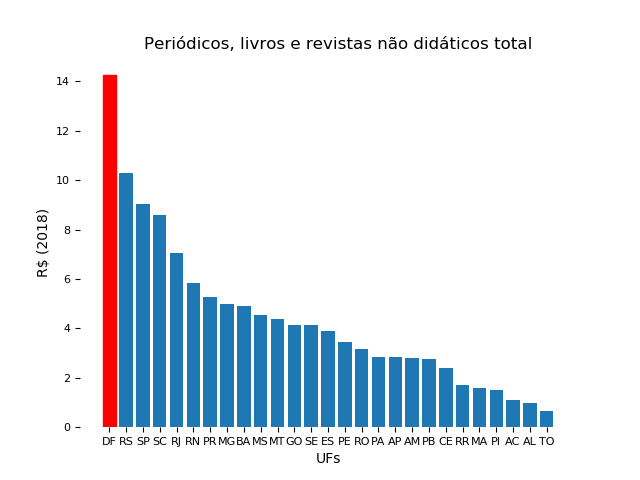 Periódicos, livros e revistas não didáticos total
14
12
10
8
6
4
2
0
R$ (2018)
DF RS SP SC RJ RN PR MG BA MS MT GO SE ES PE RO PA AP AM PB CE RR MA PI AC AL TO
UFs